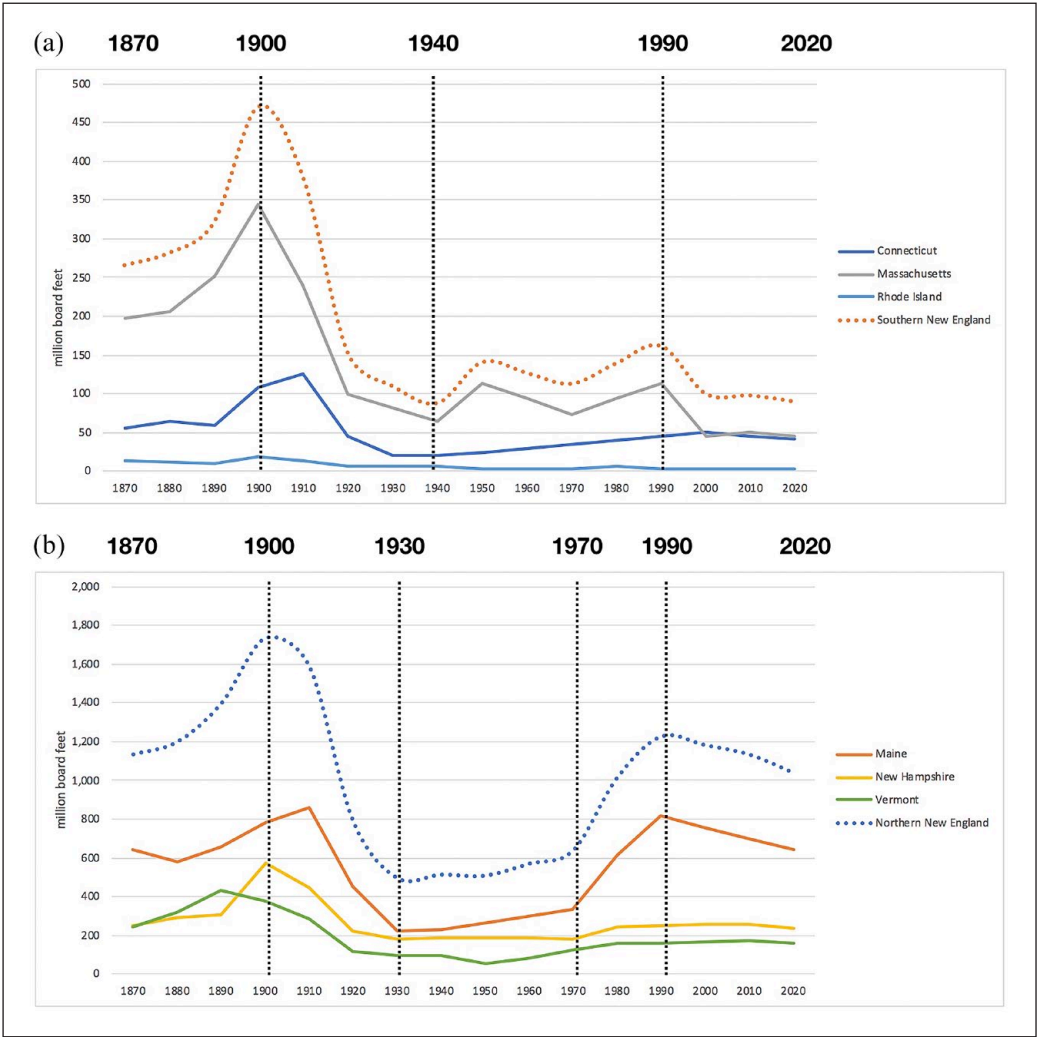 (a) 1870 1900 1940 1990 2020
500
450
400
350
300
250
200
150
100
50
0
million board feet
1870 1880 1890 1900 1910 1920 1930 1940 1950 1960 1970 1980 1990 2000 2010 2020
Connecticut
Massachusetts
Rhode Island
Southern New England
(b) 1870 1900 1930 1970 1990 2020
2,000
1,800
1,600
1,400
1,200
1,000
800
600
400
200
0
million board feet
1870 1880 1890 1900 1910 1920 1930 1940 1950 1960 1970 1980 1990 2000 2010 2020
Maine
New Hampshire
Vermont
Northern New England